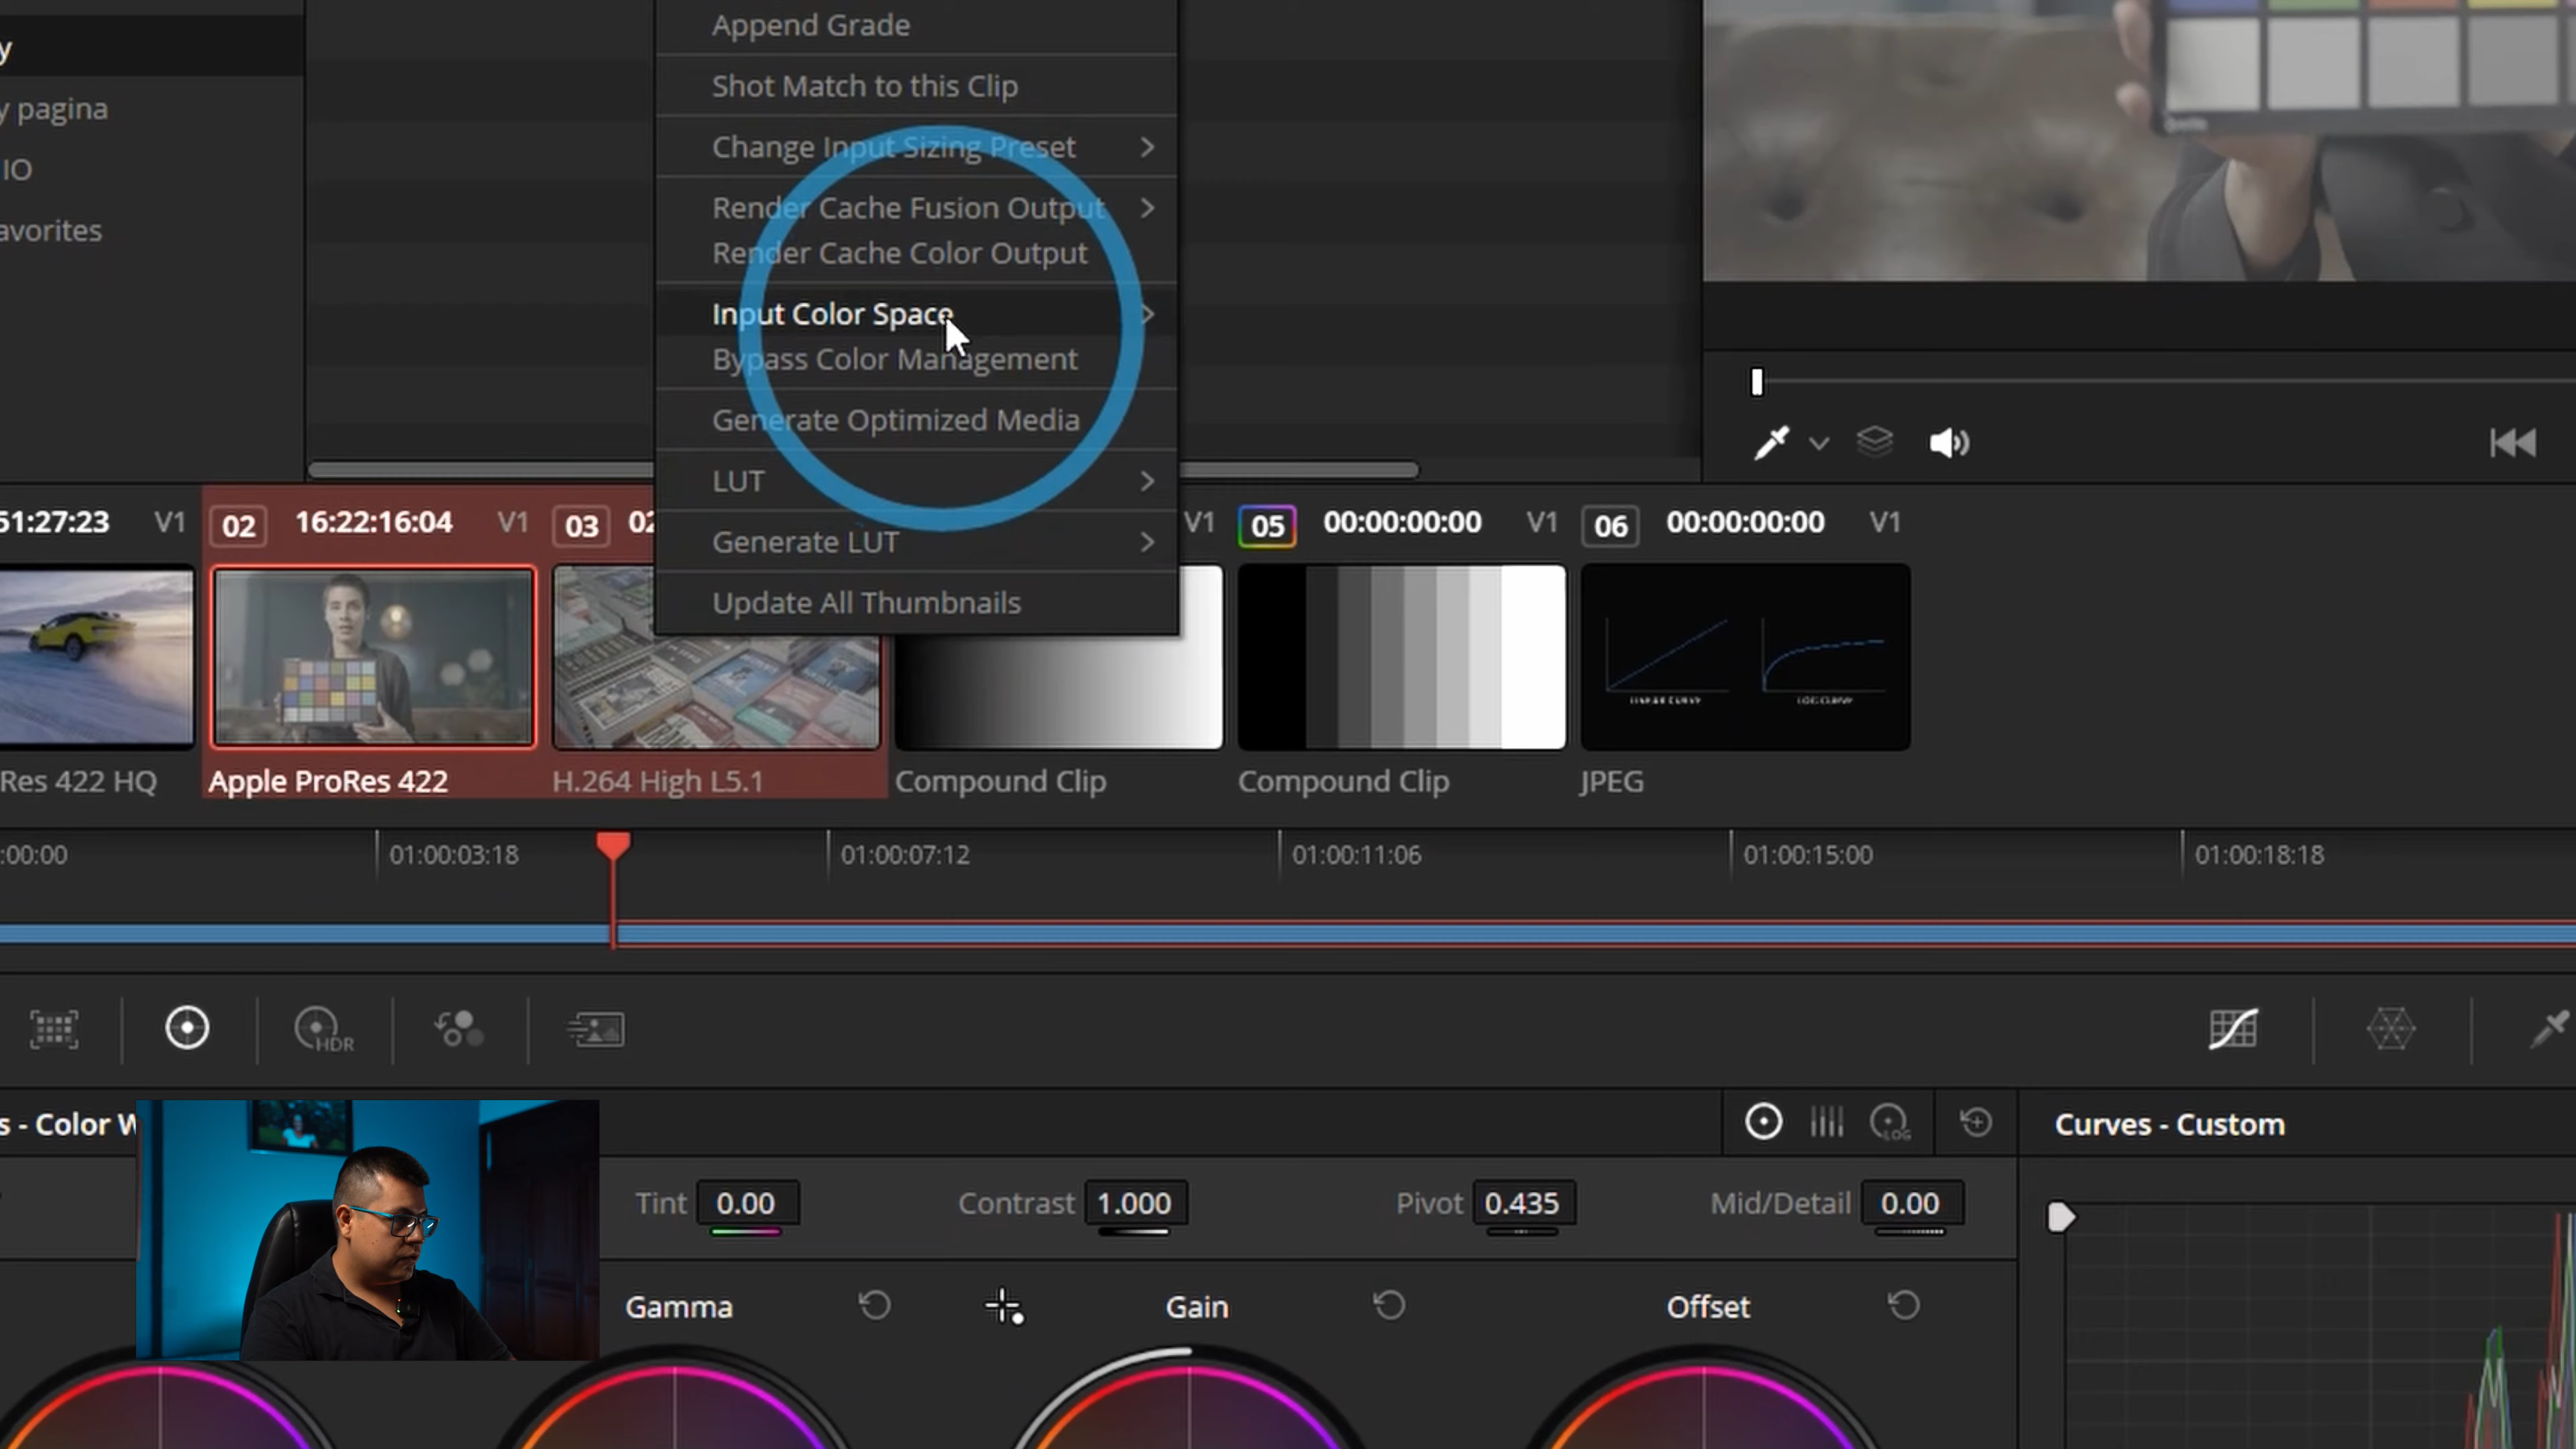 Append Grade
y
Shot Match to this Clip
y pagina
Change Input Sizing Preset
IO
Render Cache Fusion Output
avorites
Render Cache Color Output
Input Color Space
Bypass Color Management
Generate Optimized Media
LUT
51:27:23 V1 02 16:22:16:04 V1 03 02 V1 05 00:00:00:00 V1 06 00:00:00:00 V1
Generate LUT
Update All Thumbnails
LINEAR CURVY LOG CURVY
Res 422 HQ Apple ProRes 422 H.264 High L5.1 Compound Clip Compound Clip JPEG
:00:00 01:00:03:18 01:00:07:12 01:00:11:06 01:00:15:00 01:00:18:18
HDR
s - Color W LOG Curves - Custom
Tint 0.00 Contrast 1.000 Pivot 0.435 Mid/Detail 0.00
Gamma Gain Offset